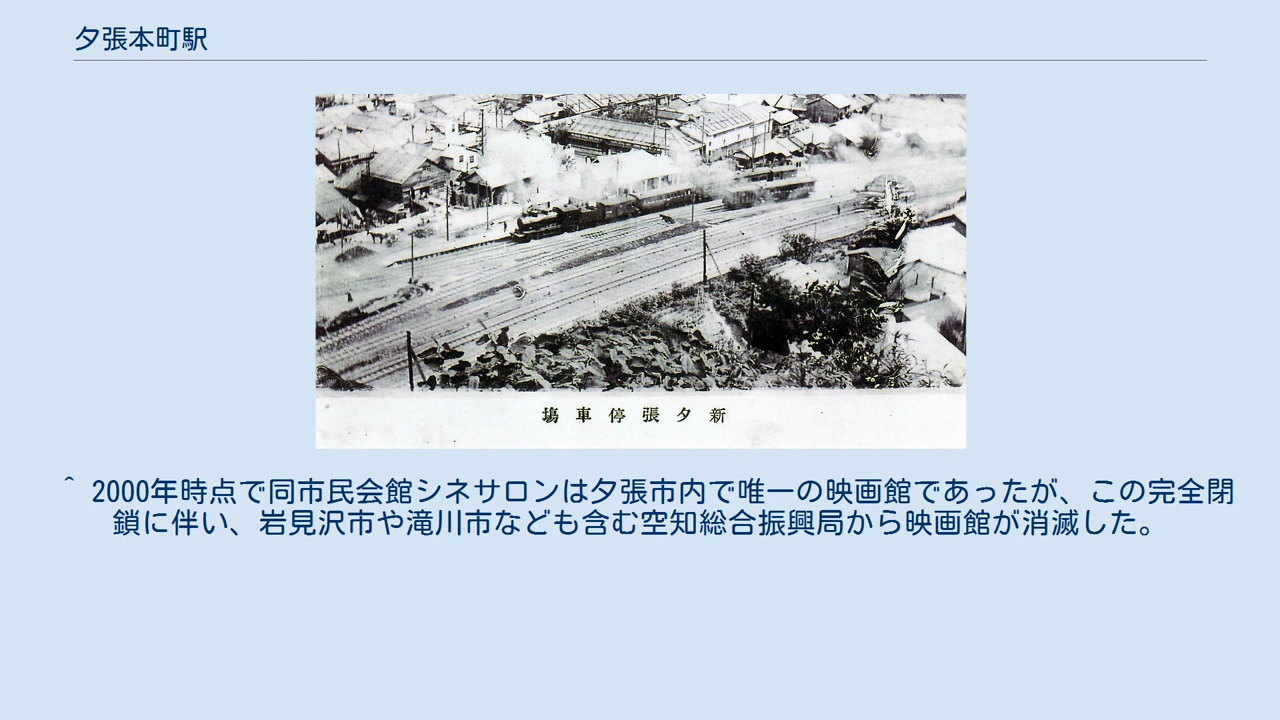 夕張本町駅
場車停張夕新
^ 2000年時点で同市民会館シネサロンは夕張市内で唯一の映画館であったが、この完全閉
鎖に伴い、岩見沢市や滝川市なども含む空知総合振興局から映画館が消滅した。